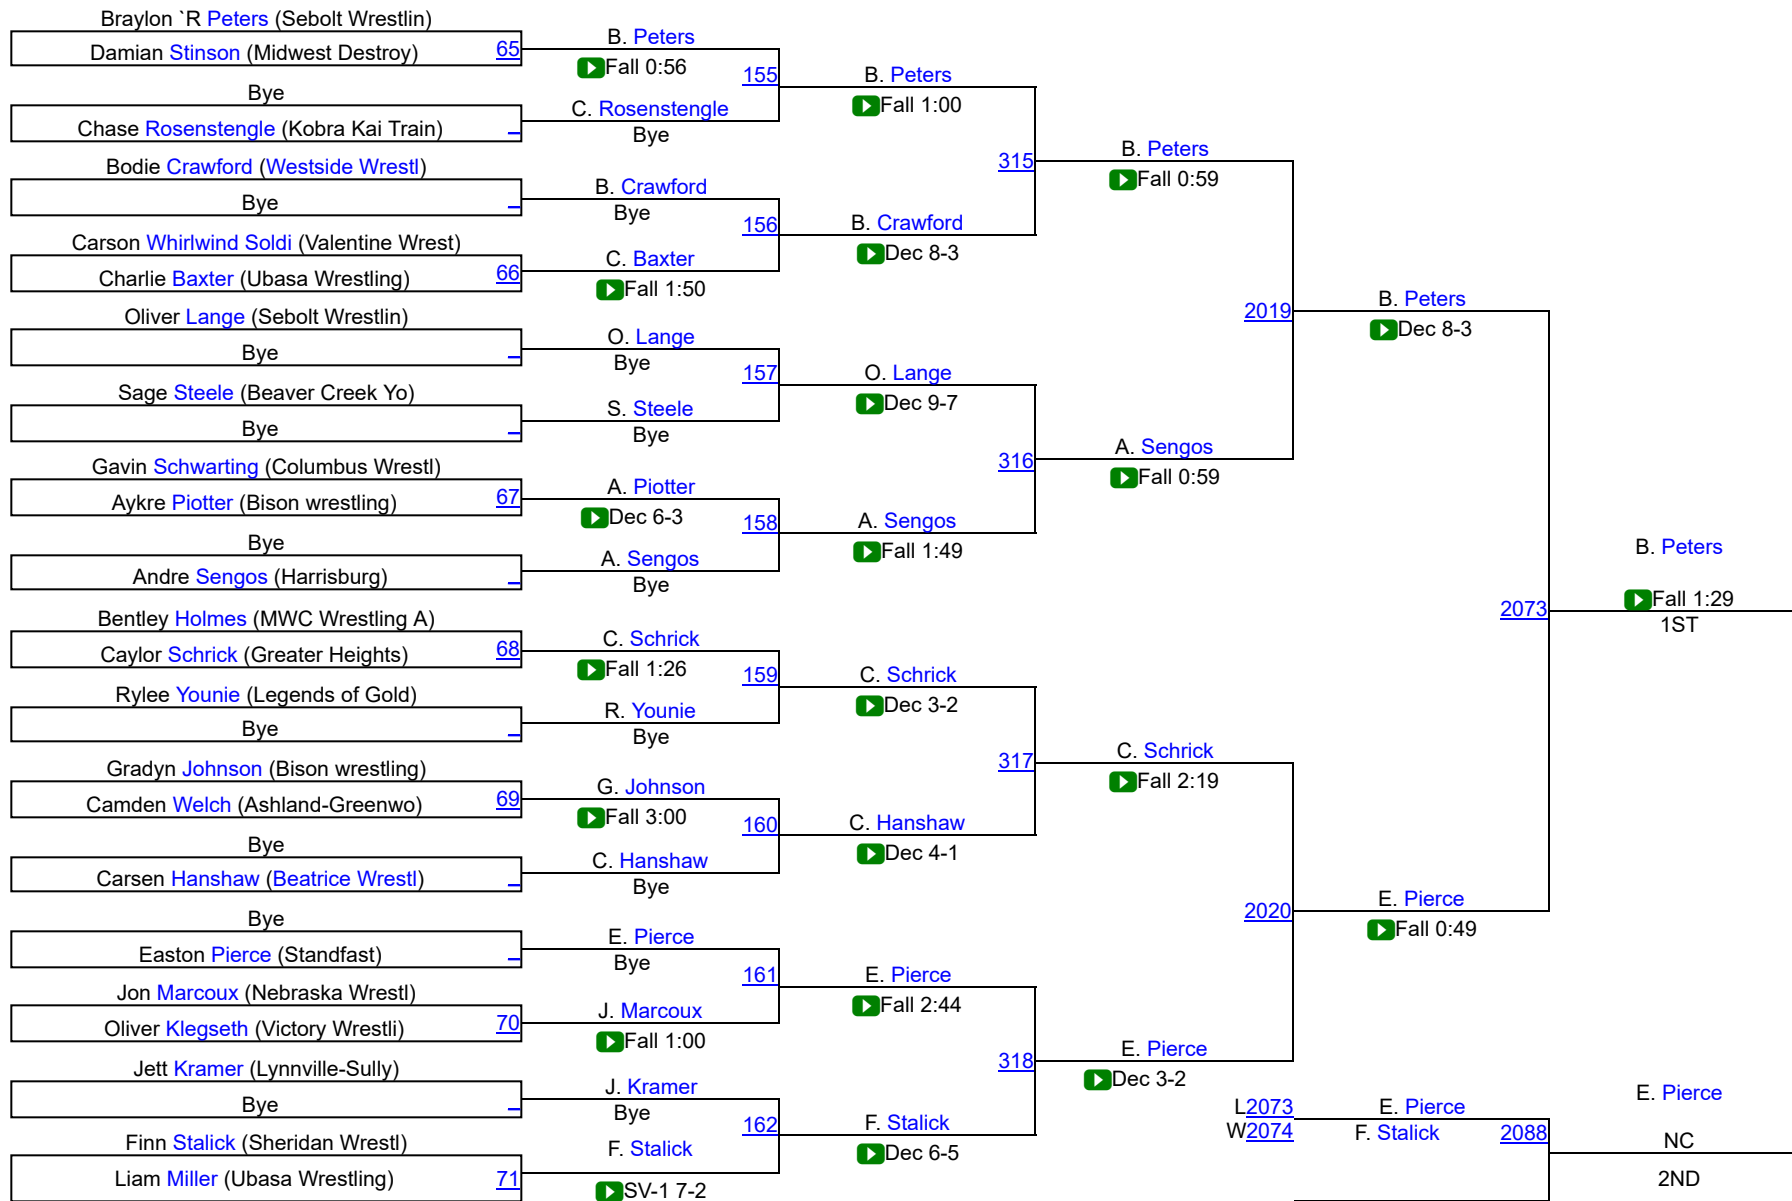 Braylon `R Peters (Sebolt Wrestlin)
Damian Stinson (Midwest Destroy) 65
Bye
Chase Rosenstengle (Kobra Kai Train) _
Bodie Crawford (Westside Wrestl)
Bye _
Carson Whirlwind Soldi (Valentine Wrest)
Charlie Baxter (Ubasa Wrestling) 66
Oliver Lange (Sebolt Wrestlin)
Bye _
Sage Steele (Beaver Creek Yo)
Bye _
Gavin Schwarting (Columbus Wrestl)
Aykre Piotter (Bison wrestling) 67
Bye
Andre Sengos (Harrisburg) _
Bentley Holmes (MWC Wrestling A)
Caylor Schrick (Greater Heights) 68
Rylee Younie (Legends of Gold)
Bye _
Gradyn Johnson (Bison wrestling)
Camden Welch (Ashland-Greenwo) 69
Bye
Carsen Hanshaw (Beatrice Wrestl) _
Bye
Easton Pierce (Standfast) _
Jon Marcoux (Nebraska Wrestl)
Oliver Klegseth (Victory Wrestli) 70
Jett Kramer (Lynnville-Sully)
Bye _
Finn Stalick (Sheridan Wrestl)
Liam Miller (Ubasa Wrestling) 71
B. Peters
Fall 0:56
155
C. Rosenstengle
Bye
B. Crawford
Bye
156
C. Baxter
Fall 1:50
O. Lange
Bye
157
S. Steele
Bye
A. Piotter
Dec 6-3
158
A. Sengos
Bye
C. Schrick
Fall 1:26
159
R. Younie
Bye
G. Johnson
Fall 3:00
160
C. Hanshaw
Bye
E. Pierce
Bye
161
J. Marcoux
Fall 1:00
J. Kramer
Bye
162
F. Stalick
SV-1 7-2
B. Peters
Fall 1:00
315
B. Crawford
Dec 8-3
O. Lange
Dec 9-7
316
A. Sengos
Fall 1:49
C. Schrick
Dec 3-2
317
C. Hanshaw
Dec 4-1
E. Pierce
Fall 2:44
318
F. Stalick
Dec 6-5
B. Peters
Fall 0:59
2019
A. Sengos
Fall 0:59
C. Schrick
Fall 2:19
2020
E. Pierce
Dec 3-2
B. Peters
Dec 8-3
2073
E. Pierce
Fall 0:49
B. Peters
Fall 1:29
1ST
L2073 E. Pierce
W2074 F. Stalick 2088
E. Pierce
NC
2ND